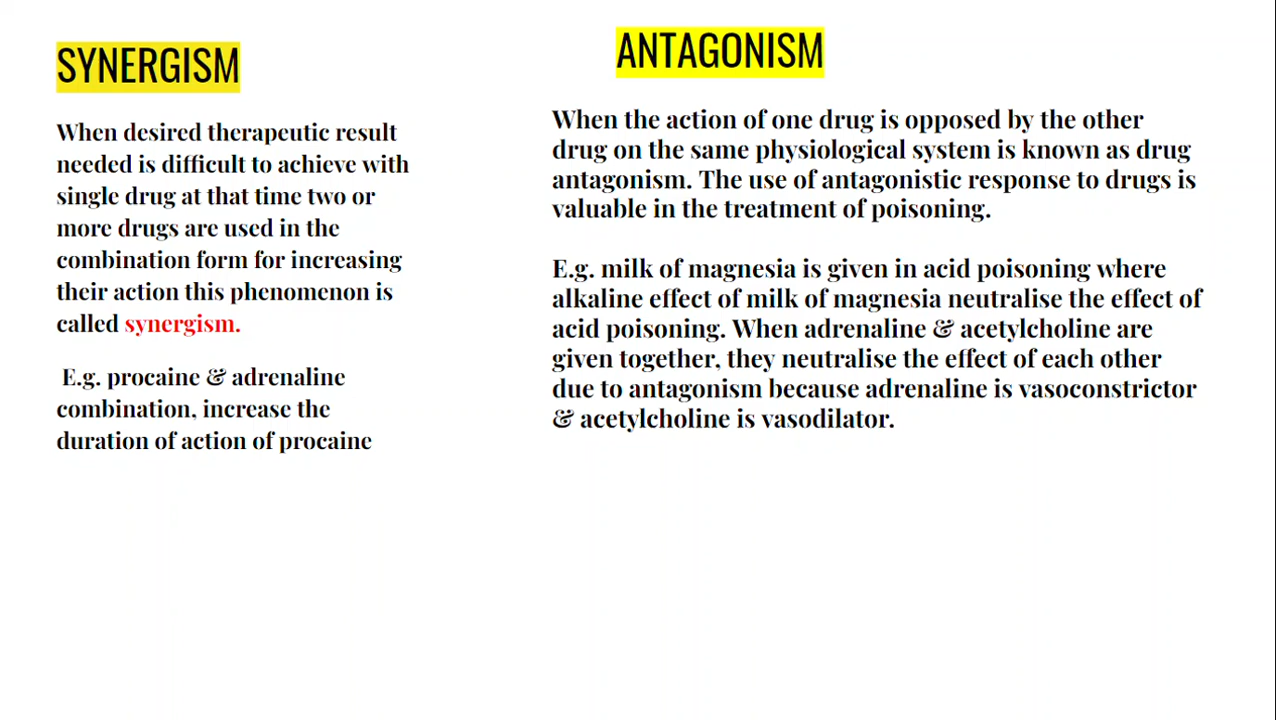 SYNERGISM
When desired therapeutic result
needed is difficult to achieve with
single drug at that time two or
more drugs are used in the
combination form for increasing
their action this phenomenon is
called synergism.
E.g. procaine & adrenaline
combination, increase the
duration of action of procaine
ANTAGONISM
When the action of one drug is opposed by the other
drug on the same physiological system is known as drug
antagonism. The use of antagonistic response to drugs is
valuable in the treatment of poisoning.
E.g. milk of magnesia is given in acid poisoning where
alkaline effect of milk of magnesia neutralise the effect of
acid poisoning. When adrenaline & acetylcholine are
given together, they neutralise the effect of each other
due to antagonism because adrenaline is vasoconstrictor
& acetylcholine is vasodilator.